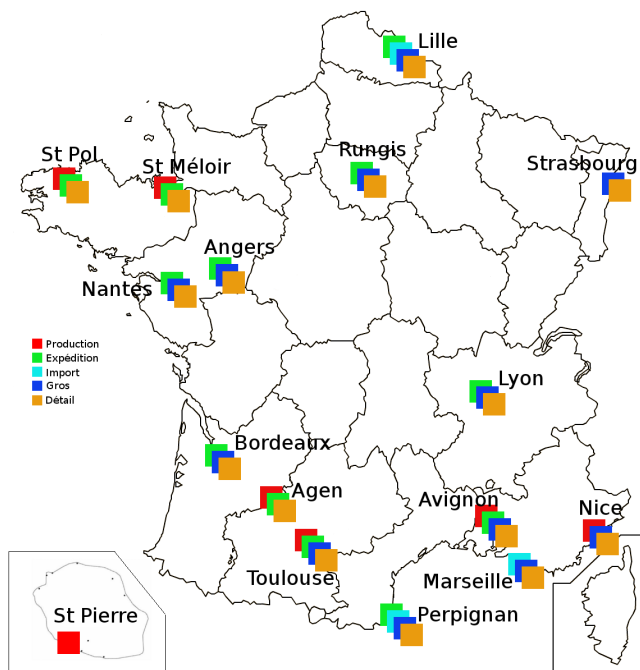 Lille
St Pol
St Méloir
Rungis
Strasbourg
Angers
Nantes
Production
Expédition
Import
Gros
Détail
Lyon
Bordeaux
Agen
Avignon
Nice
Toulouse
Marseille
St Pierre
Perpignan